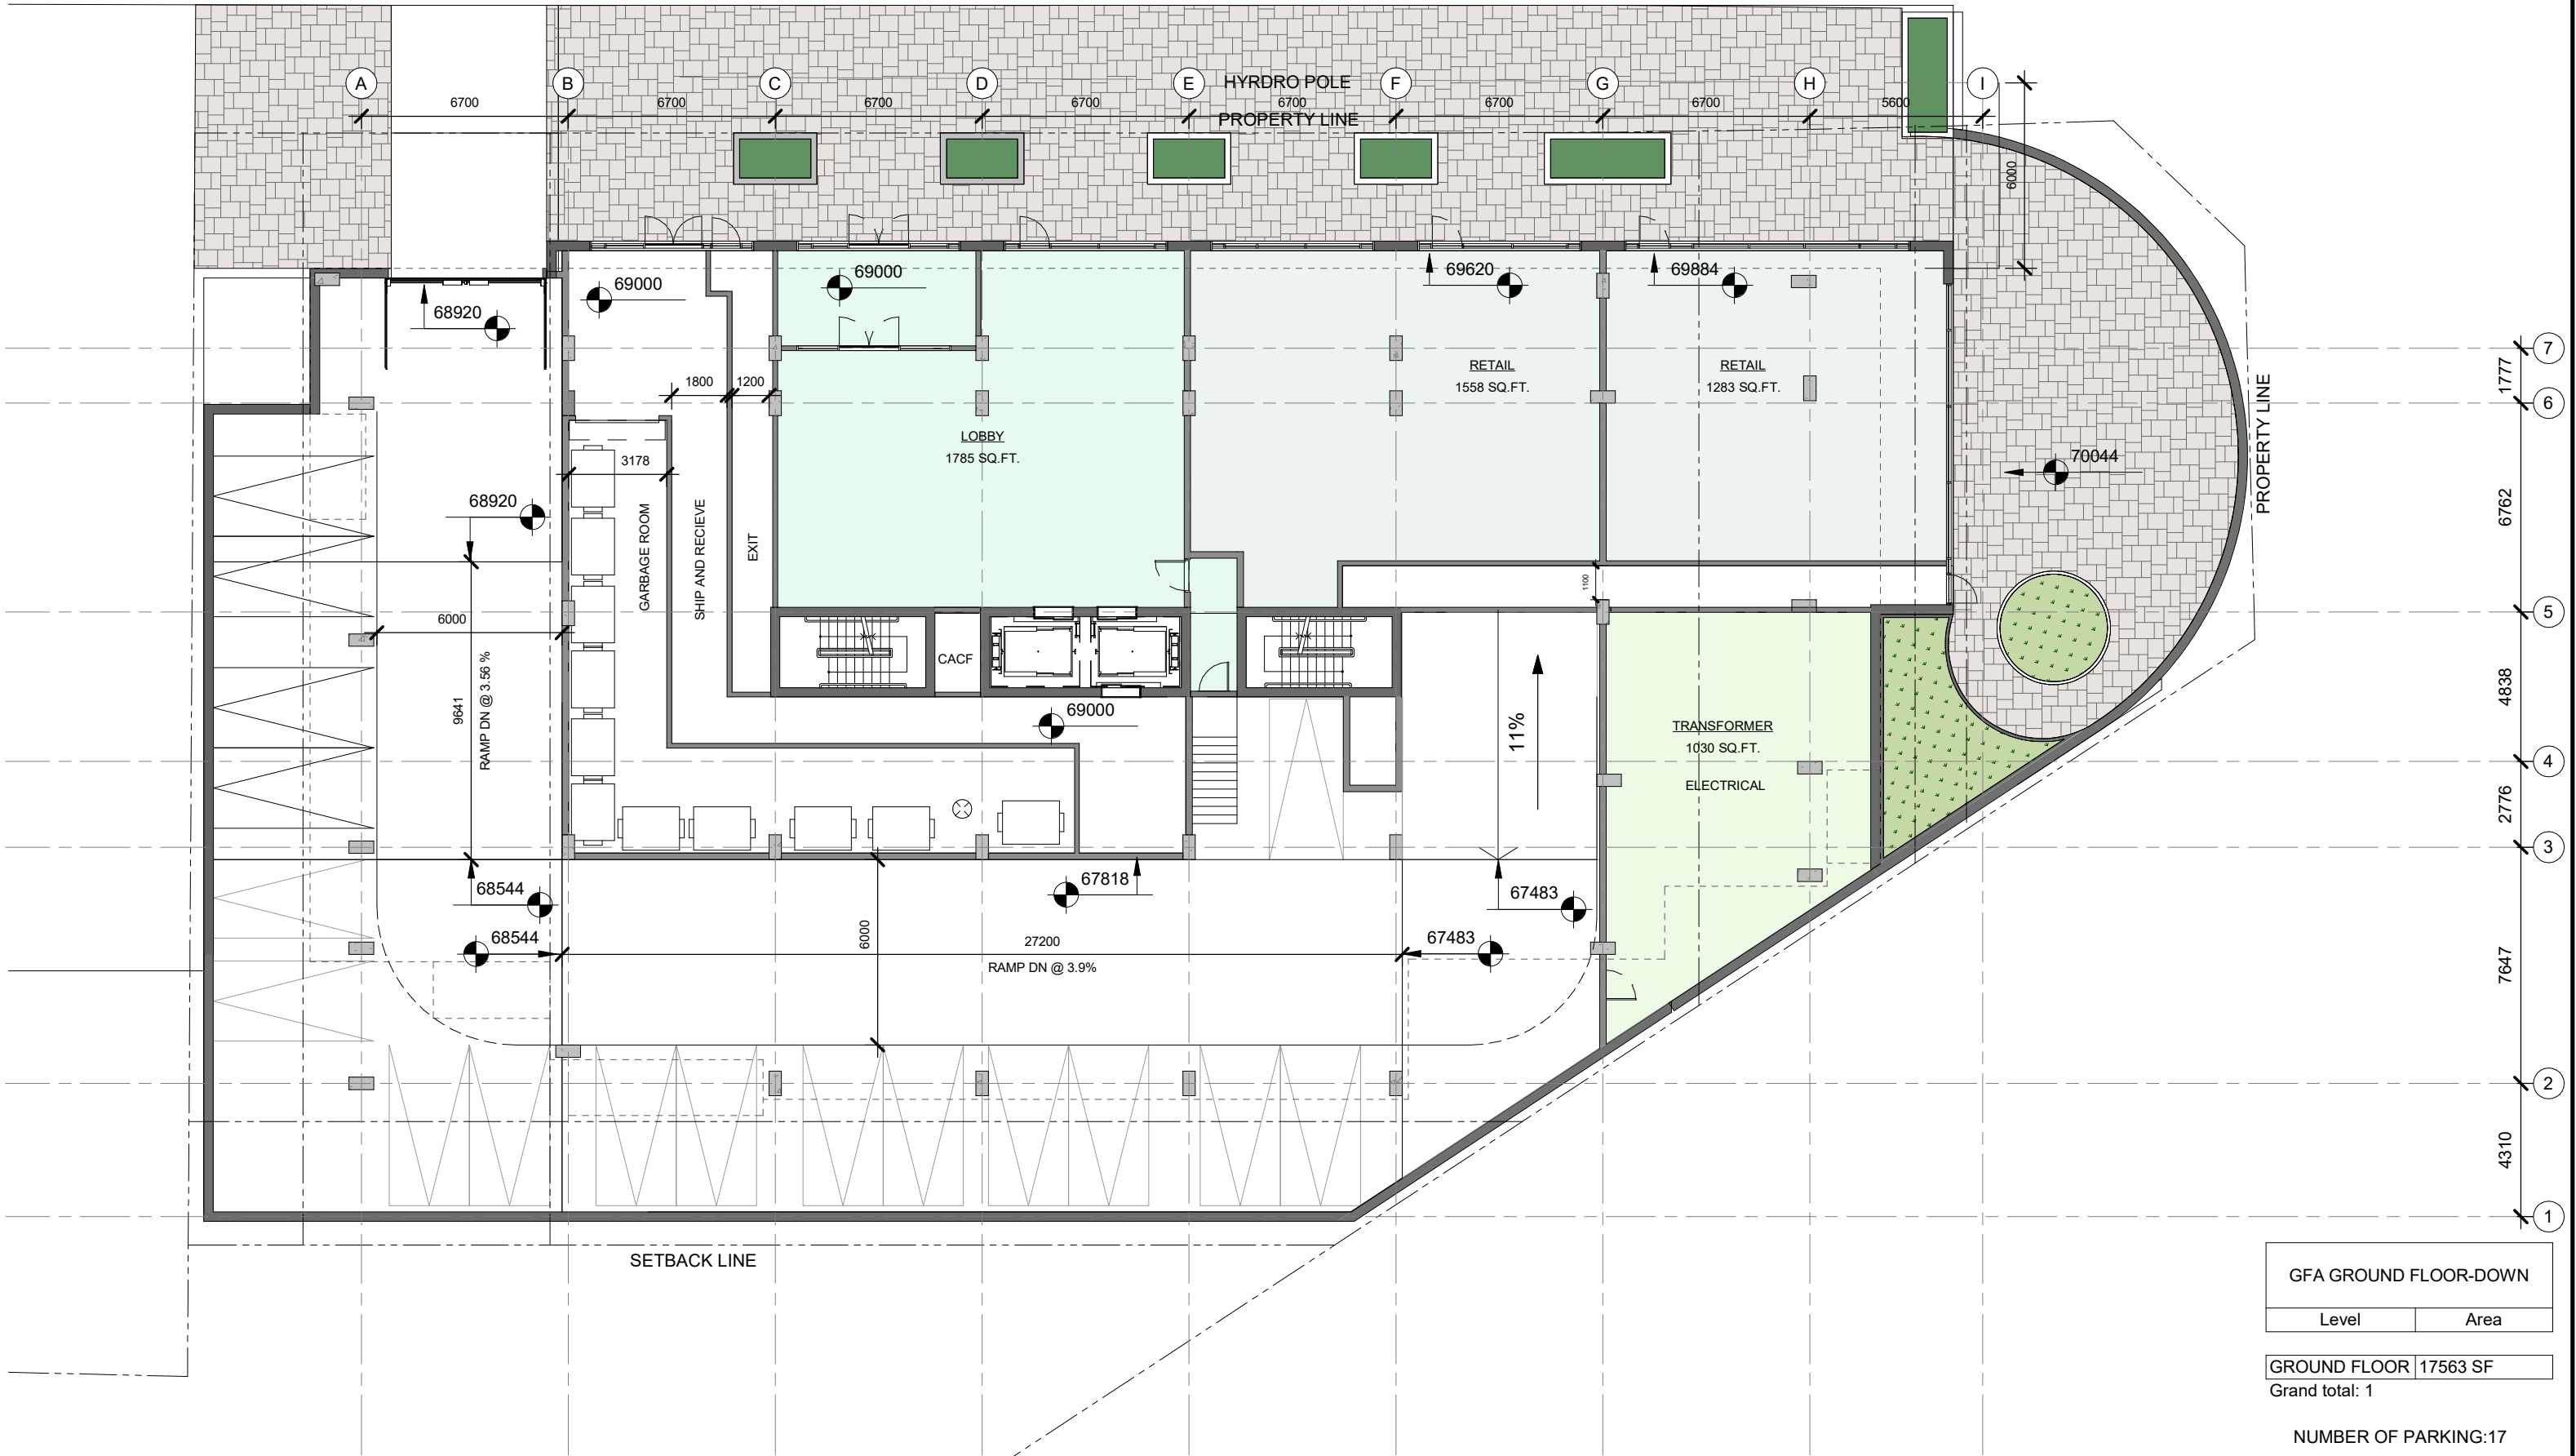 A
B
C
D
E
HYRDRO POLE
F
G
H
I
6700
6700
6700
6700
6700
6700
6700
5600
PROPERTY LINE
6000
69000
69000
69620
69884
68920
7
1777
6
RETAIL
1558 SQ.FT.
RETAIL
1283 SQ.FT.
1800
1200
PROPERTY LINE
LOBBY
1785 SQ.FT.
70044
3178
68920
6762
GARBAGE ROOM
SHIP AND RECIEVE
EXIT
1100
5
6000
CACF
RAMP DN @ 3.56 %
9641
4838
69000
11%
TRANSFORMER
1030 SQ.FT.
ELECTRICAL
4
2776
3
68544
67818
67483
68544
6000
27200
67483
RAMP DN @ 3.9%
7647
2
4310
1
SETBACK LINE
GFA GROUND FLOOR-DOWN
Level Area
GROUND FLOOR 17563 SF
Grand total: 1
NUMBER OF PARKING:17